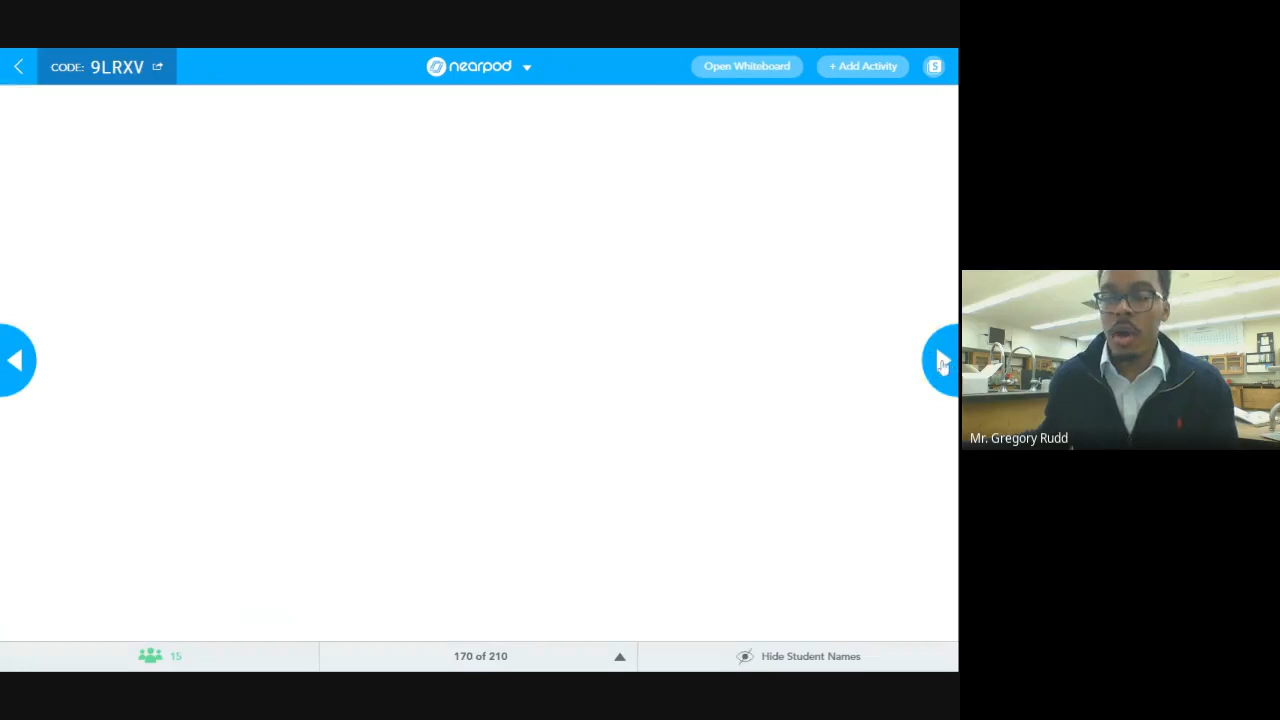 CODE: 9LRXV
nearpod
Open Whiteboard
+ Add Activity
S
15
170 of 210
Hide Student Names
Mr. Gregory Rudd